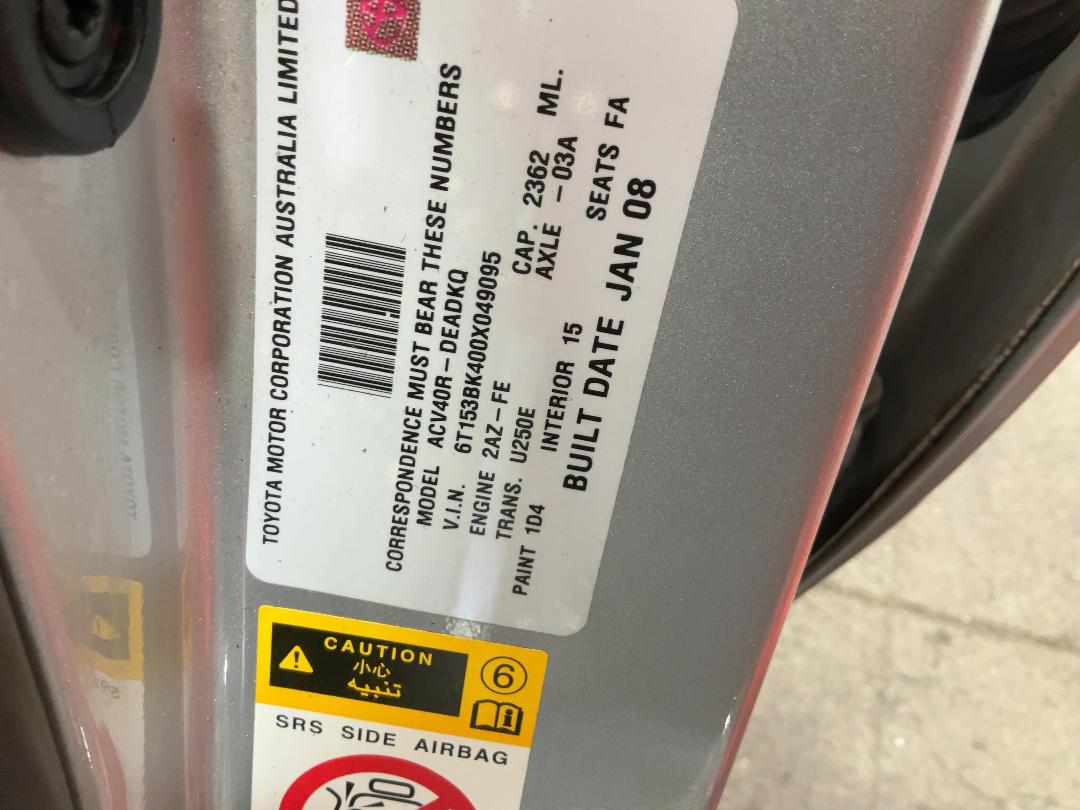 TOYOTA MOTOR CORPORATION AUSTRALIA LIMITED
CORRESPONDENCE MUST BEAR THESE NUMBERS
MODEL ACV40R-DEADKQ
V.I.N. 6T153BK400X049095
ENGINE 2AZ-FE CAP. 2362 ML.
TRANS. U250E AXLE -03A
PAINT 1D4 INTERIOR 15 SEATS FA
BUILT DATE JAN 08
CAUTION
小心
تنبيه
6
SRS SIDE AIRBAG